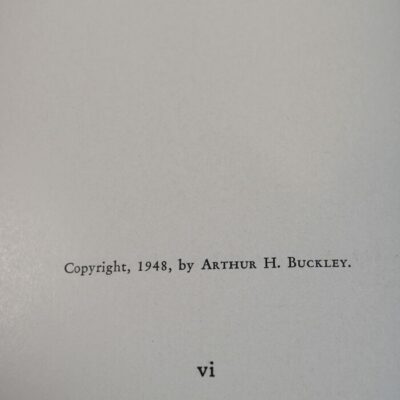 Copyright, 1948, by ARTHUR H. BUCKLEY.
vi